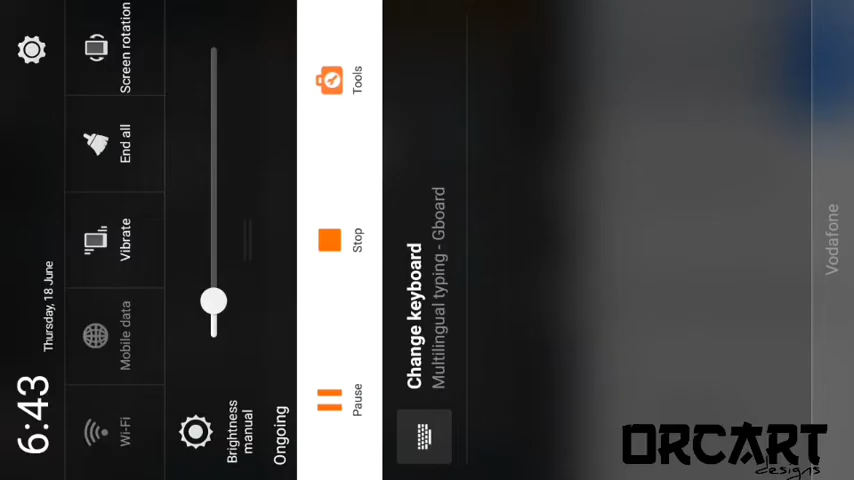 6:43
Thursday, 18 June
Wi-Fi
Mobile data
Vibrate
End all
Screen rotation
Brightness
manual
Ongoing
Pause
Stop
Tools
Change keyboard
Multilingual typing - Gboard
Vodafone
ORCART
designs